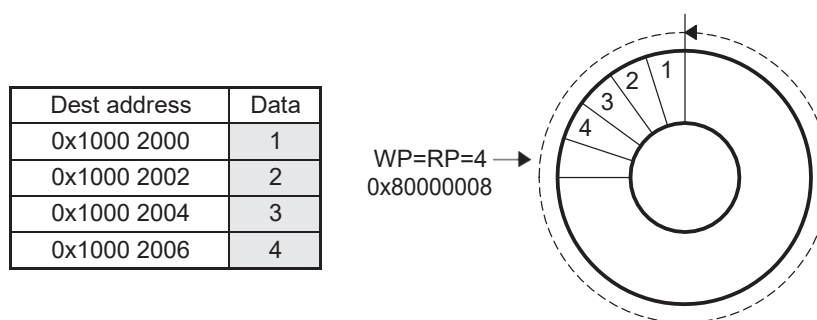 Dest address Data
0x1000 2000 1
0x1000 2002 2
0x1000 2004 3
0x1000 2006 4
WP=RP=4
0x80000008
1
2
3
4